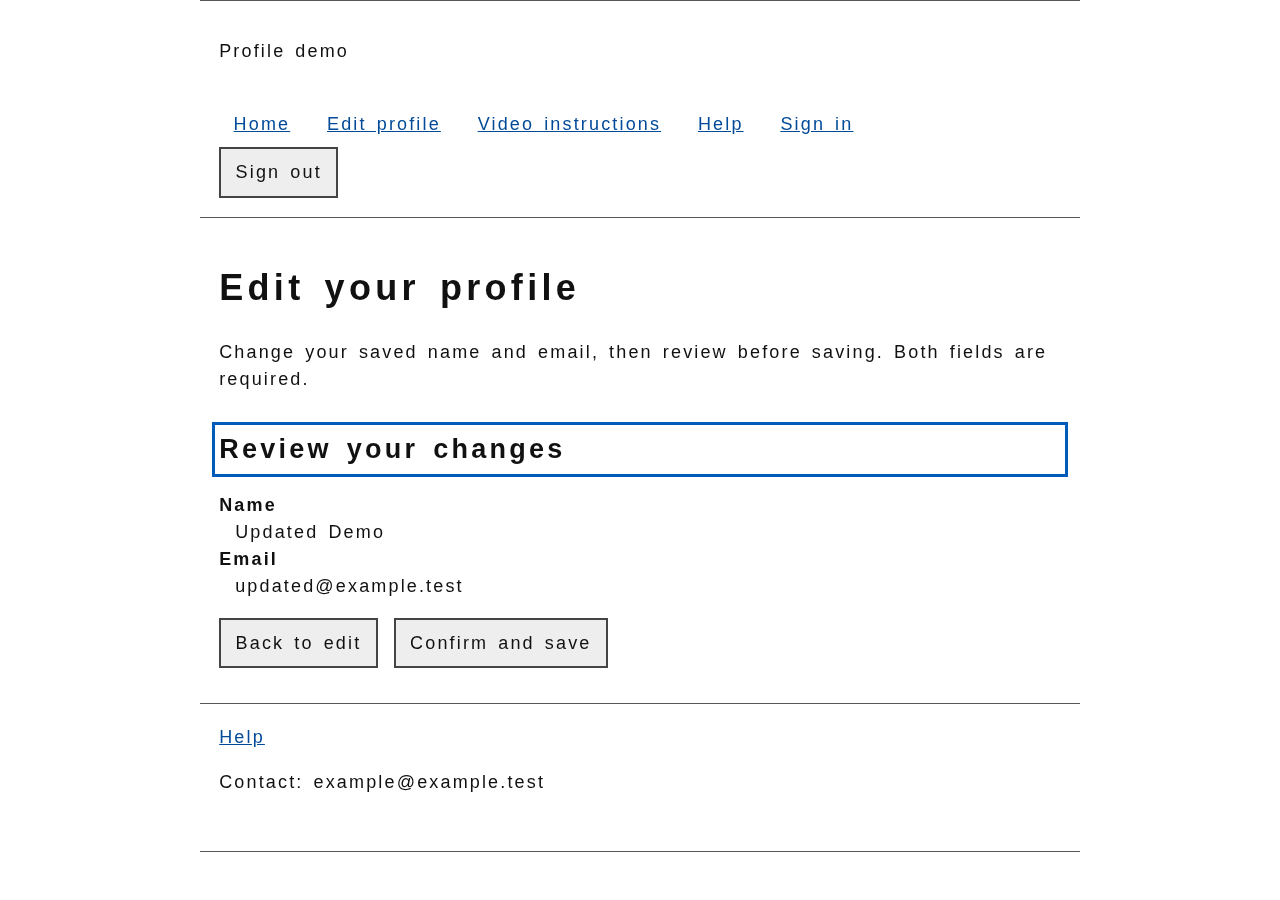 Profile demo
Home Edit profile Video instructions Help Sign in
Sign out
Edit your profile
Change your saved name and email, then review before saving. Both fields are
required.
Review your changes
Name
Updated Demo
Email
updated@example.test
Back to edit Confirm and save
Help
Contact: example@example.test